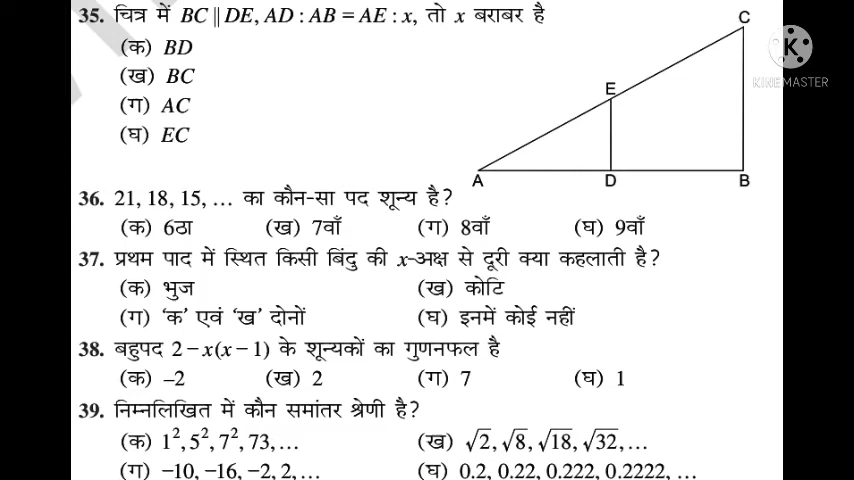 35. चित्र में BC || DE, AD : AB = AE : x, तो x बराबर है
(क) BD
(ख) BC
(ग) AC
(घ) EC
C
E
A
D
B
K
KINEMASTER
36. 21, 18, 15, ... का कौन-सा पद शून्य है?
(क) 6ठा (ख) 7वाँ (ग) 8वाँ (घ) 9वाँ
37. प्रथम पाद में स्थित किसी बिंदु की x-अक्ष से दूरी क्या कहलाती है?
(क) भुज (ख) कोटि
(ग) ‘क’ एवं ‘ख’ दोनों (घ) इनमें कोई नहीं
38. बहुपद 2 – x(x – 1) के शून्यकों का गुणनफल है
(क) –2 (ख) 2 (ग) 7 (घ) 1
39. निम्नलिखित में कौन समांतर श्रेणी है?
(क) 1², 5², 7², 73, ... (ख) √2, √8, √18, √32, ...
(ग) –10, –16, –2, 2, ... (घ) 0.2, 0.22, 0.222, 0.2222, ...